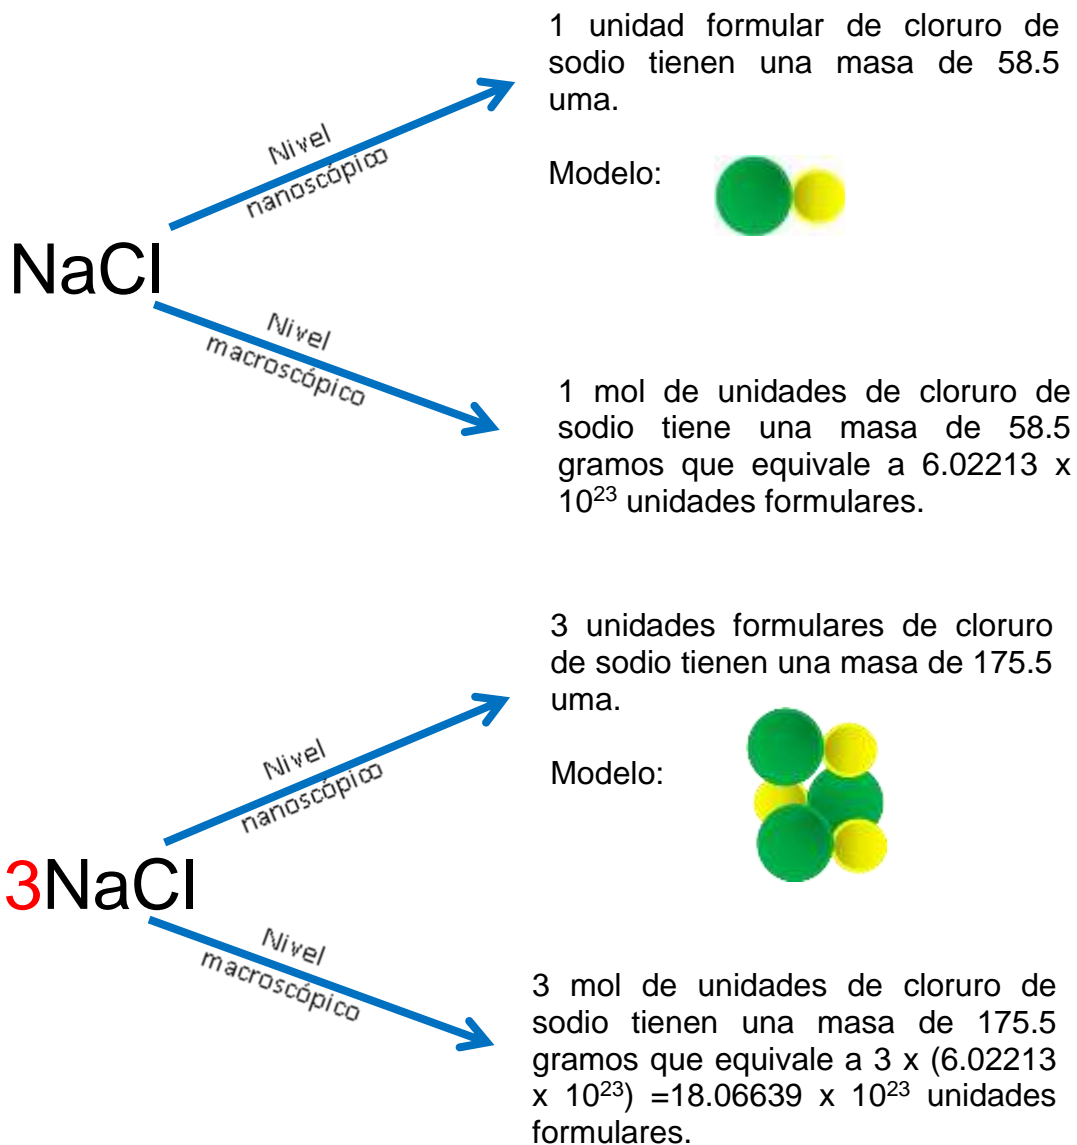 1 unidad formular de cloruro de
sodio tienen una masa de 58.5
uma.
Nivel
nanoscópico
Modelo:
NaCl
Nivel
macroscópico
1 mol de unidades de cloruro de
sodio tiene una masa de 58.5
gramos que equivale a 6.02213 x
10²³ unidades formulares.
3 unidades formulares de cloruro
de sodio tienen una masa de 175.5
uma.
Nivel
nanoscópico
Modelo:
3NaCl
Nivel
macroscópico
3 mol de unidades de cloruro de
sodio tienen una masa de 175.5
gramos que equivale a 3 x (6.02213
x 10²³) =18.06639 x 10²³ unidades
formulares.